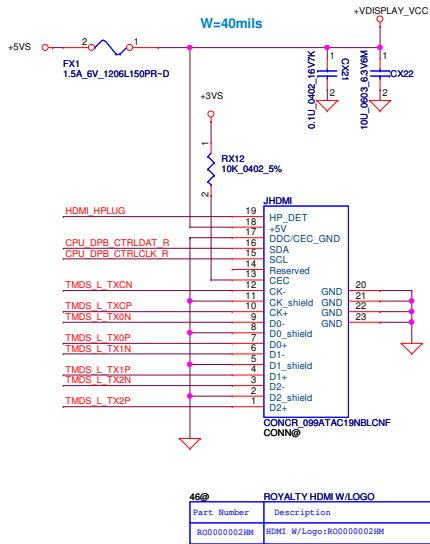 W=40mils
+VDISPLAY_VCC
+5VS
2
1
FX1
1.5A_6V_1206L150PR~D
1
2
0.1U_0402_16V7K
CX21
1
2
10U_0603_6.3V6M
CX22
+3VS
1
2
RX12
10K_0402_5%
JHDMI
HDMI_HPLUG 19 HP_DET
18 +5V
17 DDC/CEC_GND
CPU_DPB_CTRLDAT_R 16 SDA
CPU_DPB_CTRLCLK_R 15 SCL
14 Reserved
13 CEC
TMDS_L_TXCN 12 CK- GND 20
11 CK_shield GND 21
TMDS_L_TXCP 10 CK+ GND 22
TMDS_L_TX0N 9 D0- GND 23
8 D0_shield
TMDS_L_TX0P 7 D0+
TMDS_L_TX1N 6 D1-
5 D1_shield
TMDS_L_TX1P 4 D1+
TMDS_L_TX2N 3 D2-
2 D2_shield
TMDS_L_TX2P 1 D2+
CONCR_099ATAC19NBLCNF
CONN@
46@ ROYALTY HDMI W/LOGO
Part Number Description
RO0000002HM HDMI W/Logo:RO0000002HM